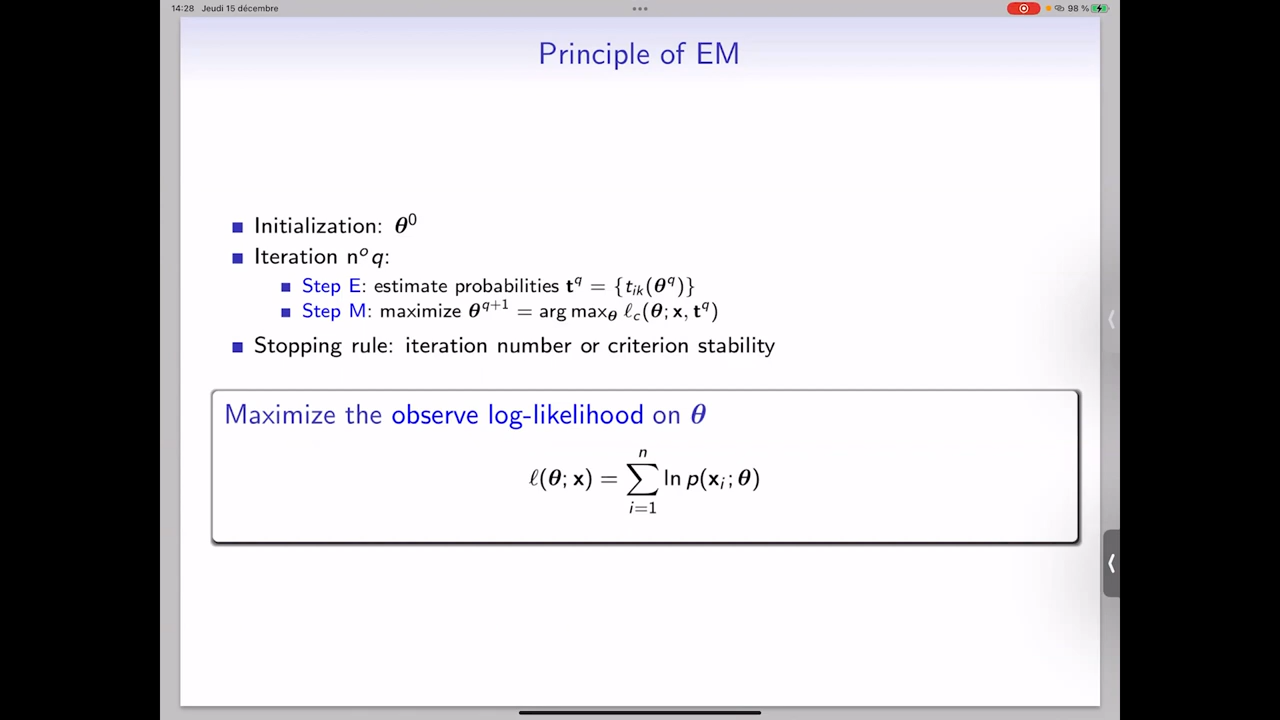 14:28 Jeudi 15 décembre
98 %
Principle of EM
Initialization: θ⁰
Iteration nᵒ q:
Step E: estimate probabilities t^q = {t_ik(θ^q)}
Step M: maximize θ^{q+1} = arg max_θ ℓ_c(θ; x, t^q)
Stopping rule: iteration number or criterion stability
Maximize the observe log-likelihood on θ
ℓ(θ; x) = ∑_{i=1}^{n} ln p(x_i; θ)